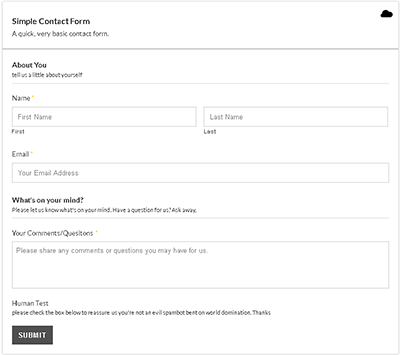 Simple Contact Form
A quick, very basic contact form.
About You
tell us a little about yourself
Name *
First Name Last Name
First Last
Email *
Your Email Address
What's on your mind?
Please let us know what's on your mind. Have a question for us? Ask away.
Your Comments/Quesitons *
Please share any comments or questions you may have for us.
Human Test
please check the box below to reassure us you're not an evil spambot bent on world domination. Thanks
SUBMIT